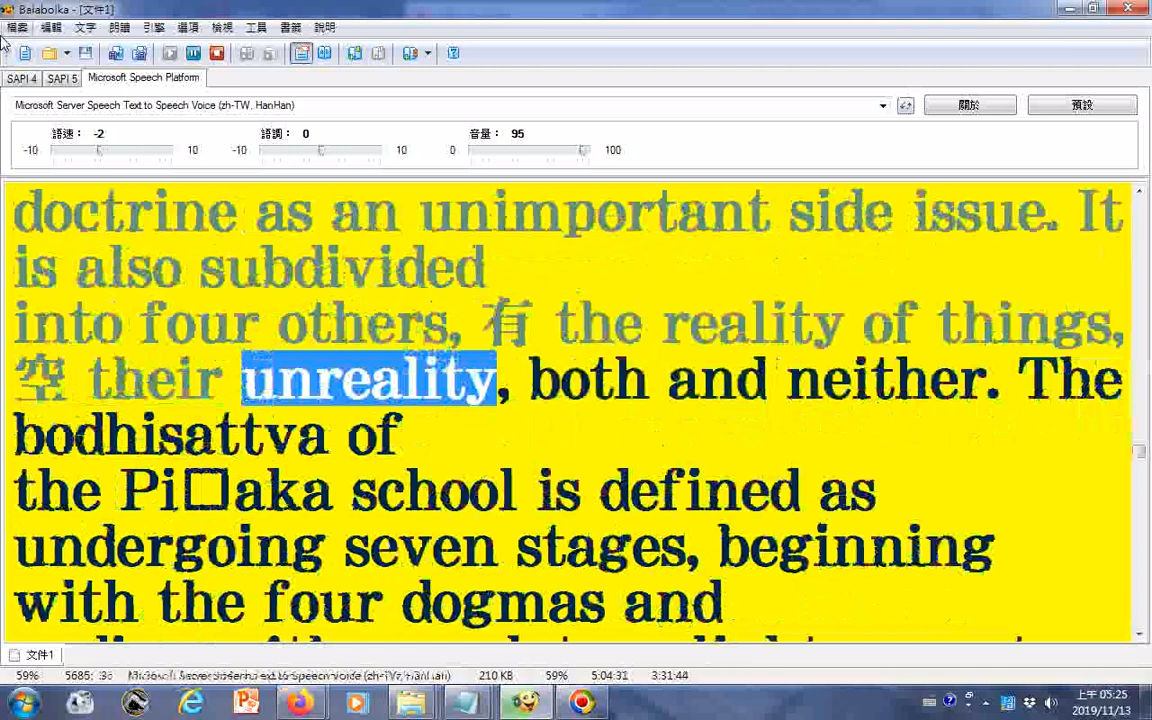 Balabolka - [文件1]
檔案 編輯 文字 朗讀 引擎 選項 檢視 工具 書籤 說明
SAPI 4 SAPI 5 Microsoft Speech Platform
Microsoft Server Speech Text to Speech Voice (zh-TW, HanHan) 關於 預設
語速： -2 語調： 0 音量： 95
-10 10 -10 10 0 100
doctrine as an unimportant side issue. It
is also subdivided
into four others, 有 the reality of things,
空 their unreality, both and neither. The
bodhisattva of
the Pi□aka school is defined as
undergoing seven stages, beginning
with the four dogmas and
文件1
59% 210 KB 59% 5:04:31 3:31:44
上午 05:25
2019/11/13